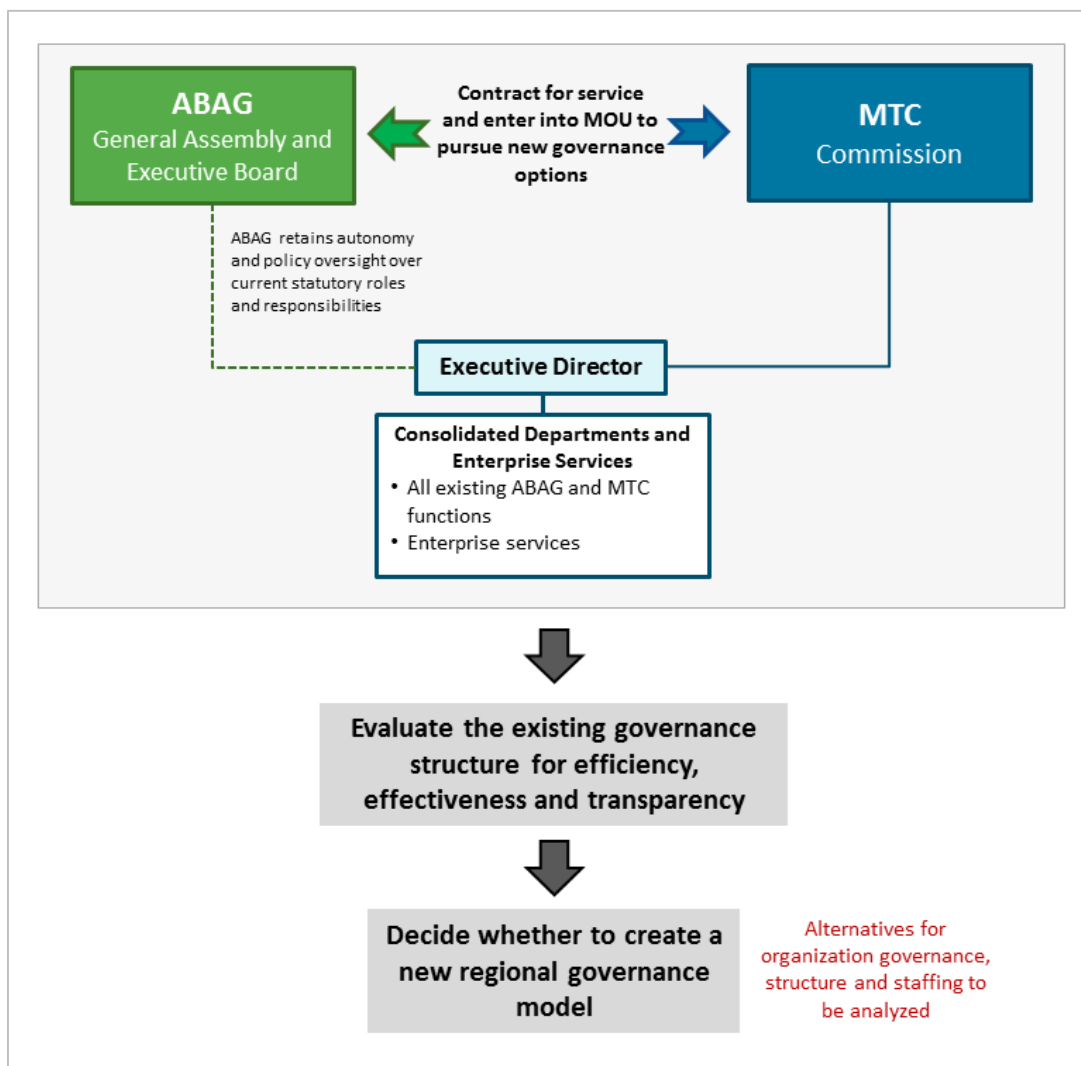 ABAG
General Assembly and
Executive Board
Contract for service
and enter into MOU to
pursue new governance
options
MTC
Commission
ABAG retains autonomy
and policy oversight over
current statutory roles
and responsibilities
Executive Director
Consolidated Departments and
Enterprise Services
• All existing ABAG and MTC
functions
• Enterprise services
Evaluate the existing governance
structure for efficiency,
effectiveness and transparency
Decide whether to create a
new regional governance
model
Alternatives for
organization governance,
structure and staffing to
be analyzed